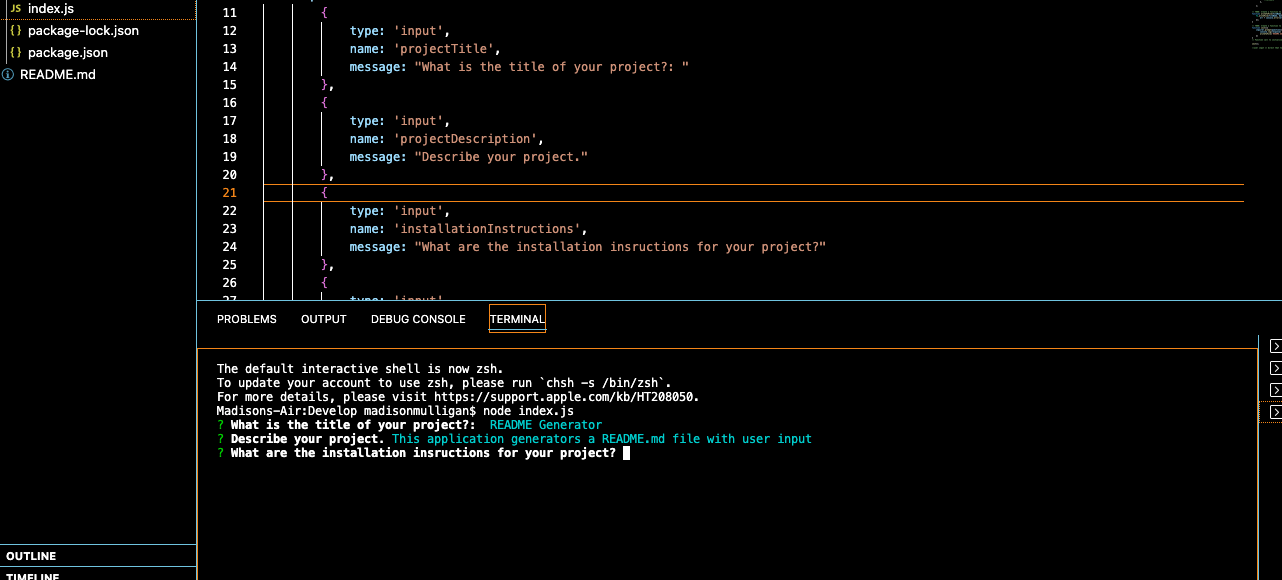 JS index.js
{} package-lock.json
{} package.json
README.md
OUTLINE
TIMELINE
11 {
12 type: 'input',
13 name: 'projectTitle',
14 message: "What is the title of your project?: "
15 },
16 {
17 type: 'input',
18 name: 'projectDescription',
19 message: "Describe your project."
20 },
21 {
22 type: 'input',
23 name: 'installationInstructions',
24 message: "What are the installation insructions for your project?"
25 },
26 {
27 type: 'input'
PROBLEMS OUTPUT DEBUG CONSOLE TERMINAL
The default interactive shell is now zsh.
To update your account to use zsh, please run `chsh -s /bin/zsh`.
For more details, please visit https://support.apple.com/kb/HT208050.
Madisons-Air:Develop madisonmulligan$ node index.js
? What is the title of your project?: README Generator
? Describe your project. This application generators a README.md file with user input
? What are the installation insructions for your project?